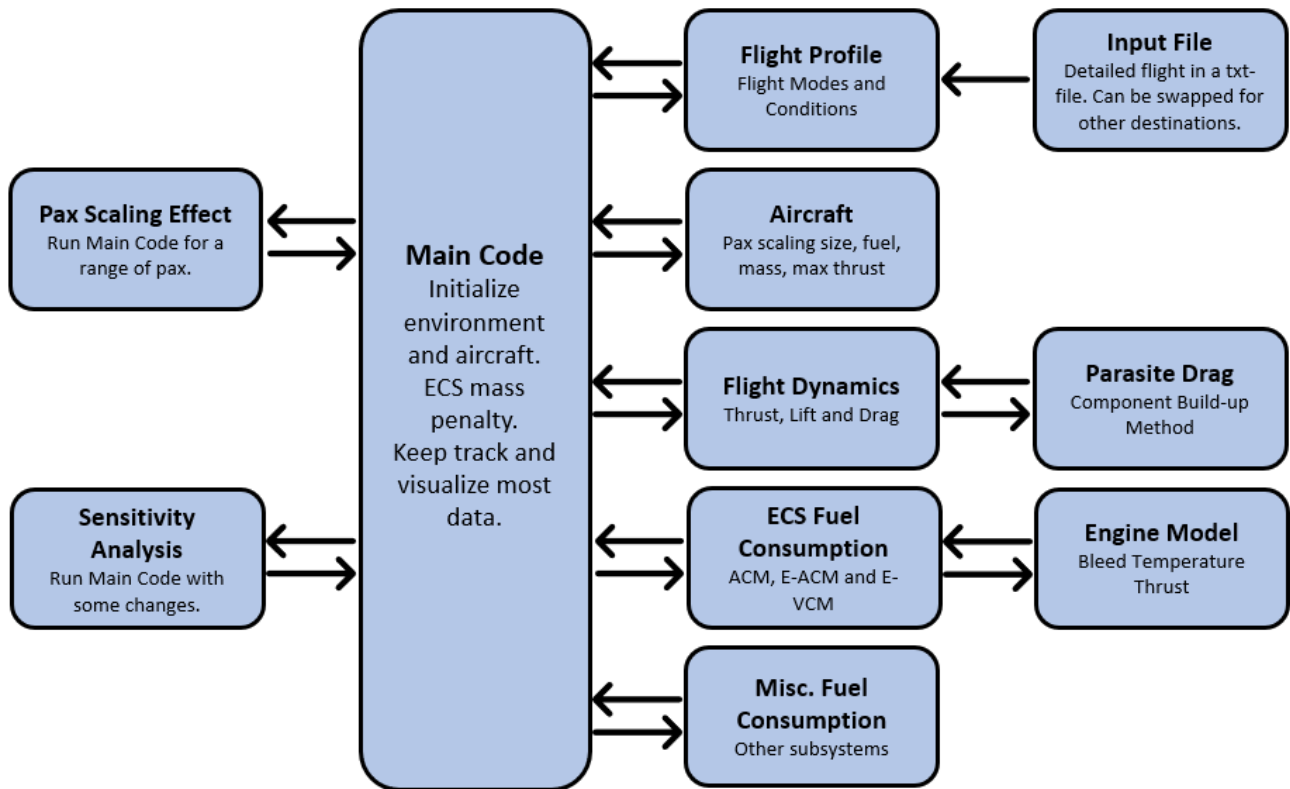 Flight Profile
Flight Modes and
Conditions
Input File
Detailed flight in a txt-
file. Can be swapped for
other destinations.
Pax Scaling Effect
Run Main Code for a
range of pax.
Main Code
Initialize
environment
and aircraft.
ECS mass
penalty.
Keep track and
visualize most
data.
Aircraft
Pax scaling size, fuel,
mass, max thrust
Flight Dynamics
Thrust, Lift and Drag
Parasite Drag
Component Build-up
Method
Sensitivity
Analysis
Run Main Code with
some changes.
ECS Fuel
Consumption
ACM, E-ACM and E-
VCM
Engine Model
Bleed Temperature
Thrust
Misc. Fuel
Consumption
Other subsystems